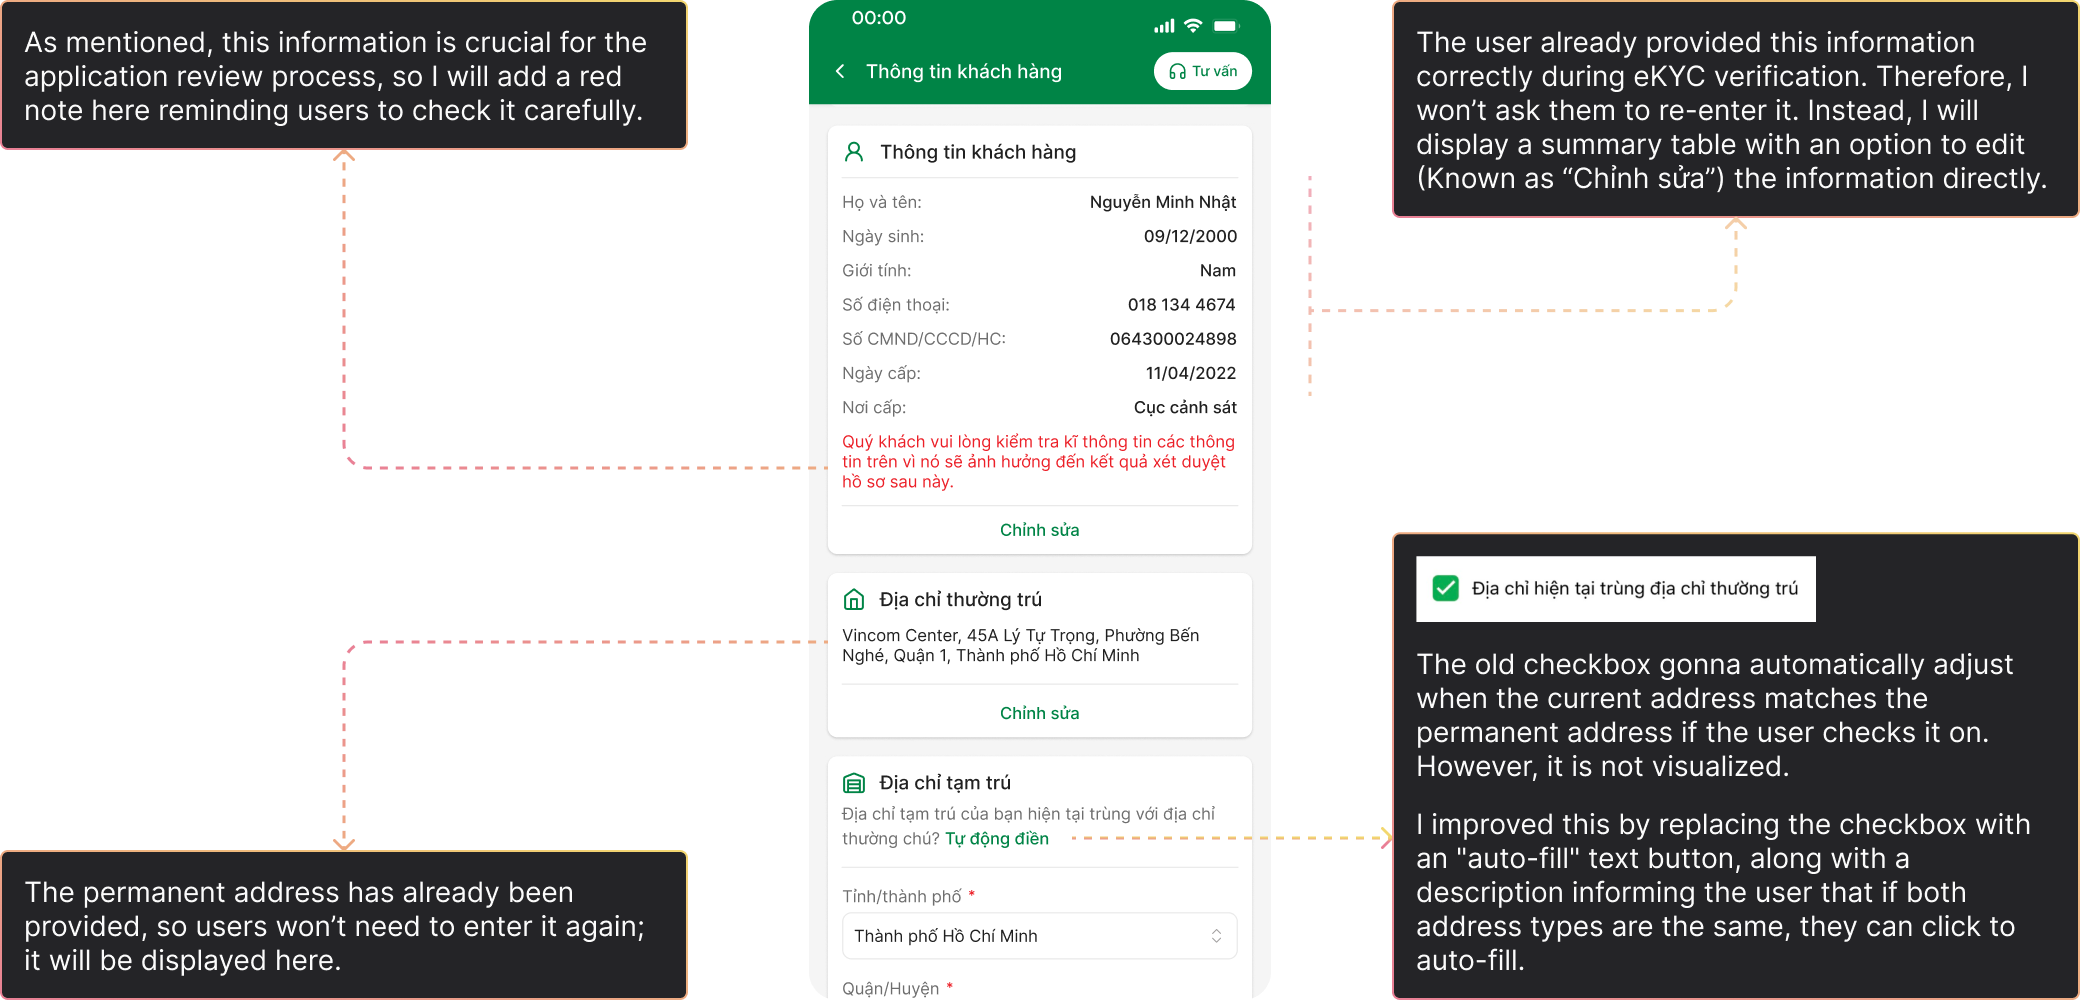 As mentioned, this information is crucial for the
application review process, so I will add a red
note here reminding users to check it carefully.
The permanent address has already been
provided, so users won’t need to enter it again;
it will be displayed here.
00:00
Thông tin khách hàng
Tư vấn
Thông tin khách hàng
Họ và tên: Nguyễn Minh Nhật
Ngày sinh: 09/12/2000
Giới tính: Nam
Số điện thoại: 018 134 4674
Số CMND/CCCD/HC: 064300024898
Ngày cấp: 11/04/2022
Nơi cấp: Cục cảnh sát
Quý khách vui lòng kiểm tra kĩ thông tin các thông
tin trên vì nó sẽ ảnh hưởng đến kết quả xét duyệt
hồ sơ sau này.
Chỉnh sửa
Địa chỉ thường trú
Vincom Center, 45A Lý Tự Trọng, Phường Bến
Nghé, Quận 1, Thành phố Hồ Chí Minh
Chỉnh sửa
Địa chỉ tạm trú
Địa chỉ tạm trú của bạn hiện tại trùng với địa chỉ
thường chú? Tự động điền
Tỉnh/thành phố *
Thành phố Hồ Chí Minh
Quận/Huyện *
The user already provided this information
correctly during eKYC verification. Therefore, I
won’t ask them to re-enter it. Instead, I will
display a summary table with an option to edit
(Known as “Chỉnh sửa”) the information directly.
Địa chỉ hiện tại trùng địa chỉ thường trú
The old checkbox gonna automatically adjust
when the current address matches the
permanent address if the user checks it on.
However, it is not visualized.
I improved this by replacing the checkbox with
an "auto-fill" text button, along with a
description informing the user that if both
address types are the same, they can click to
auto-fill.